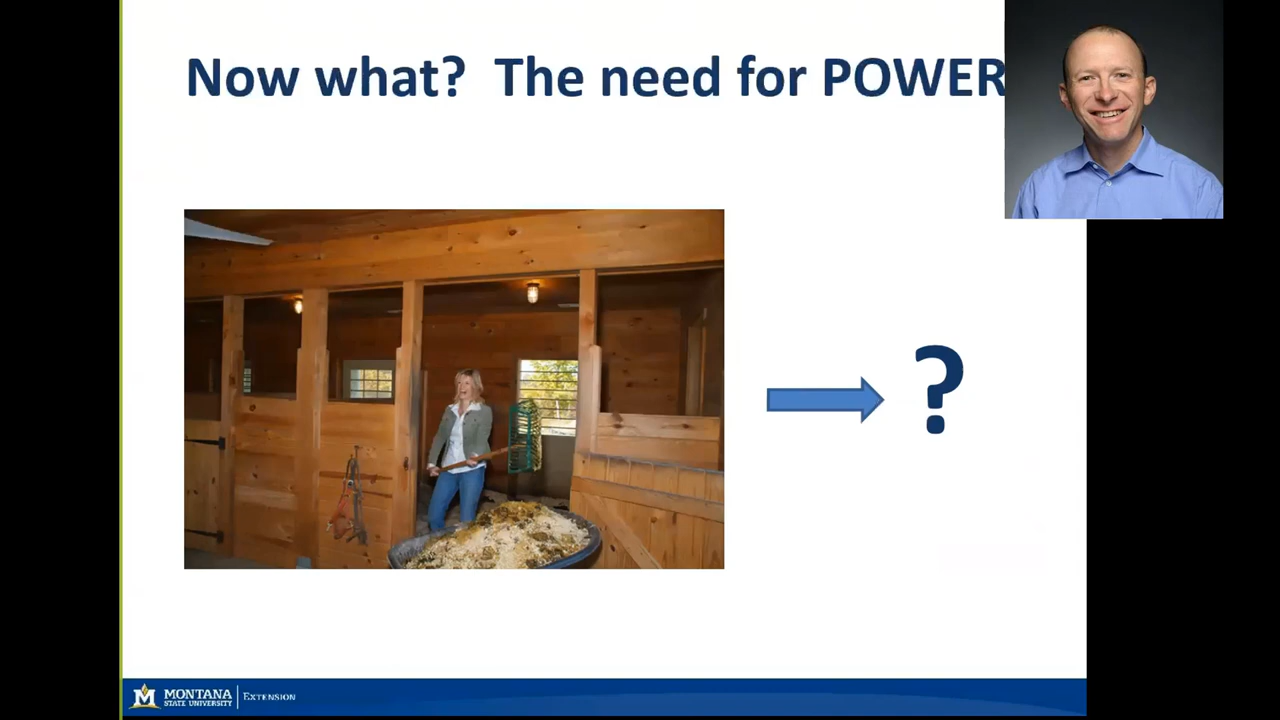 Now what?  The need for POWER
?
M
MONTANA
STATE UNIVERSITY
EXTENSION